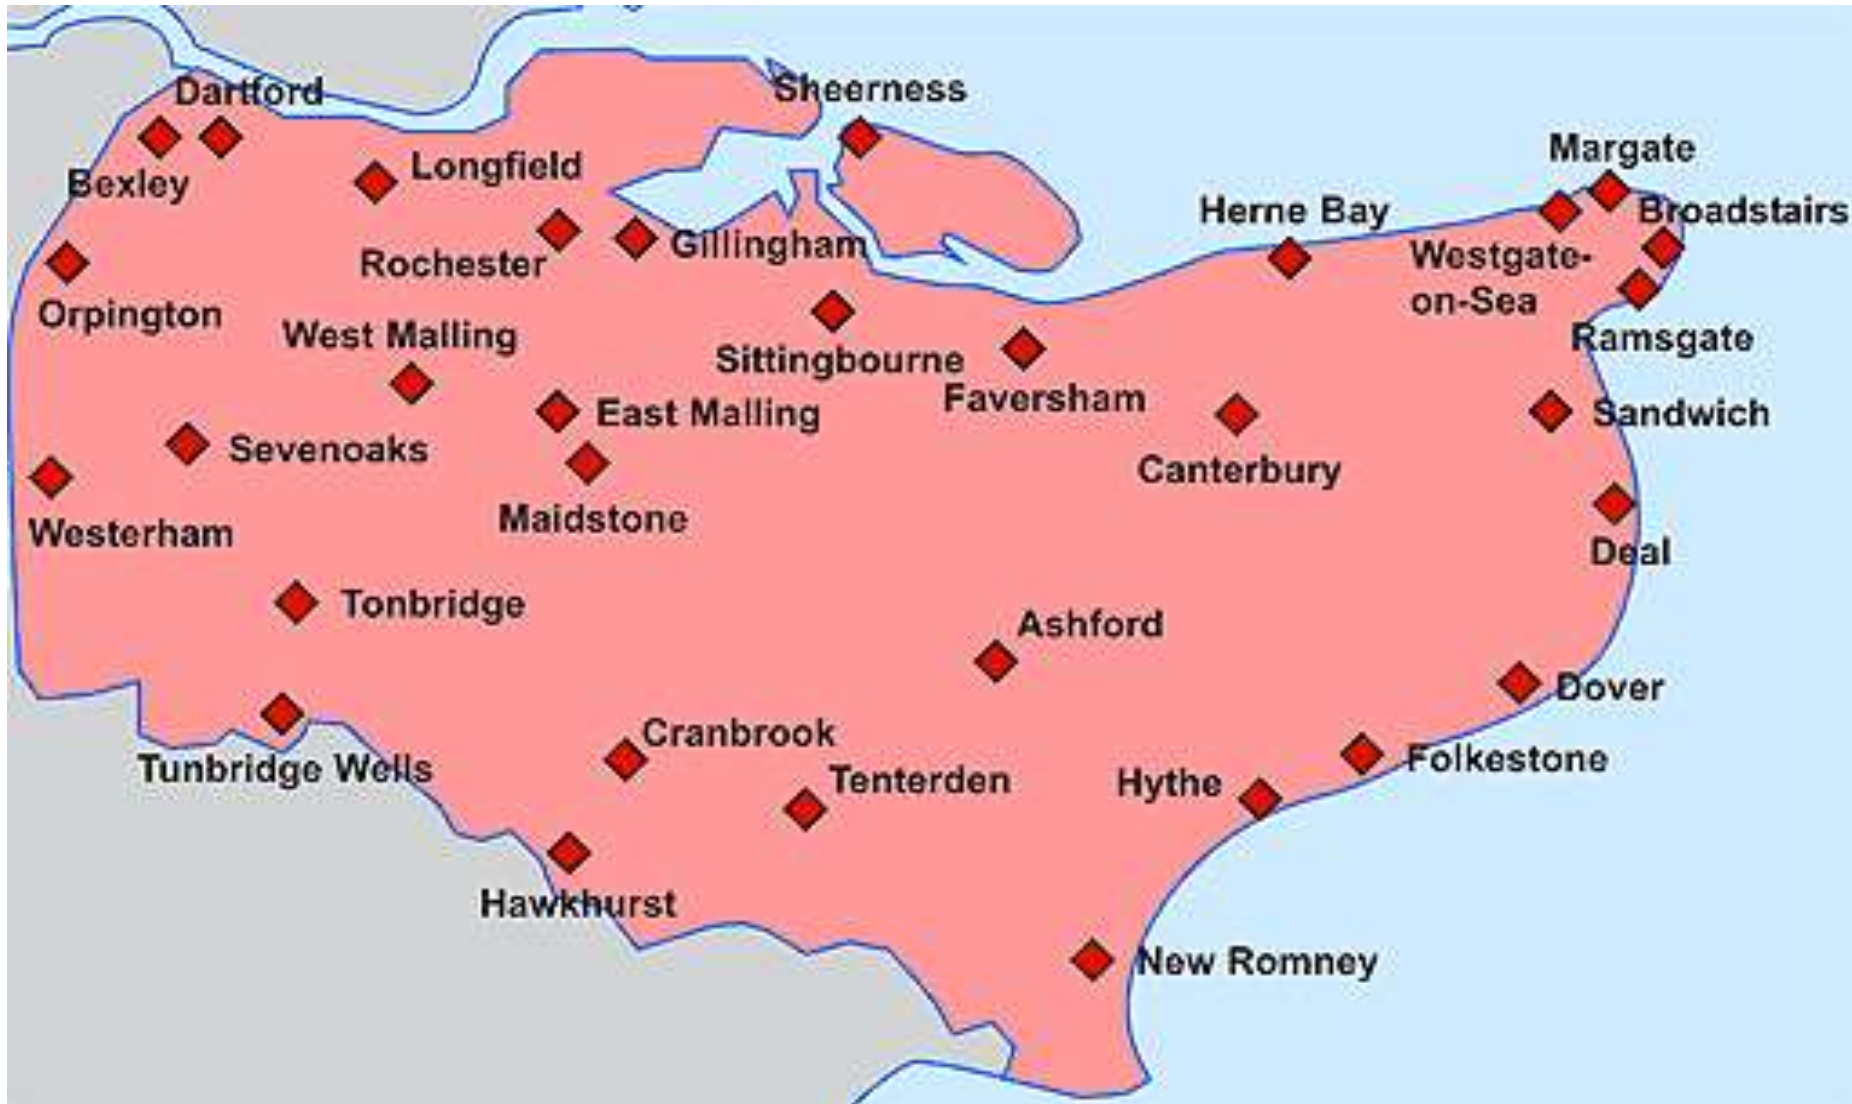 Dartford
Sheerness
Margate
Longfield
Bexley
Herne Bay
Broadstairs
Gillingham
Rochester
Westgate-
on-Sea
Orpington
West Malling
Ramsgate
Sittingbourne
Faversham
East Malling
Sandwich
Sevenoaks
Canterbury
Maidstone
Westerham
Deal
Tonbridge
Ashford
Dover
Cranbrook
Folkestone
Tunbridge Wells
Tenterden
Hythe
Hawkhurst
New Romney